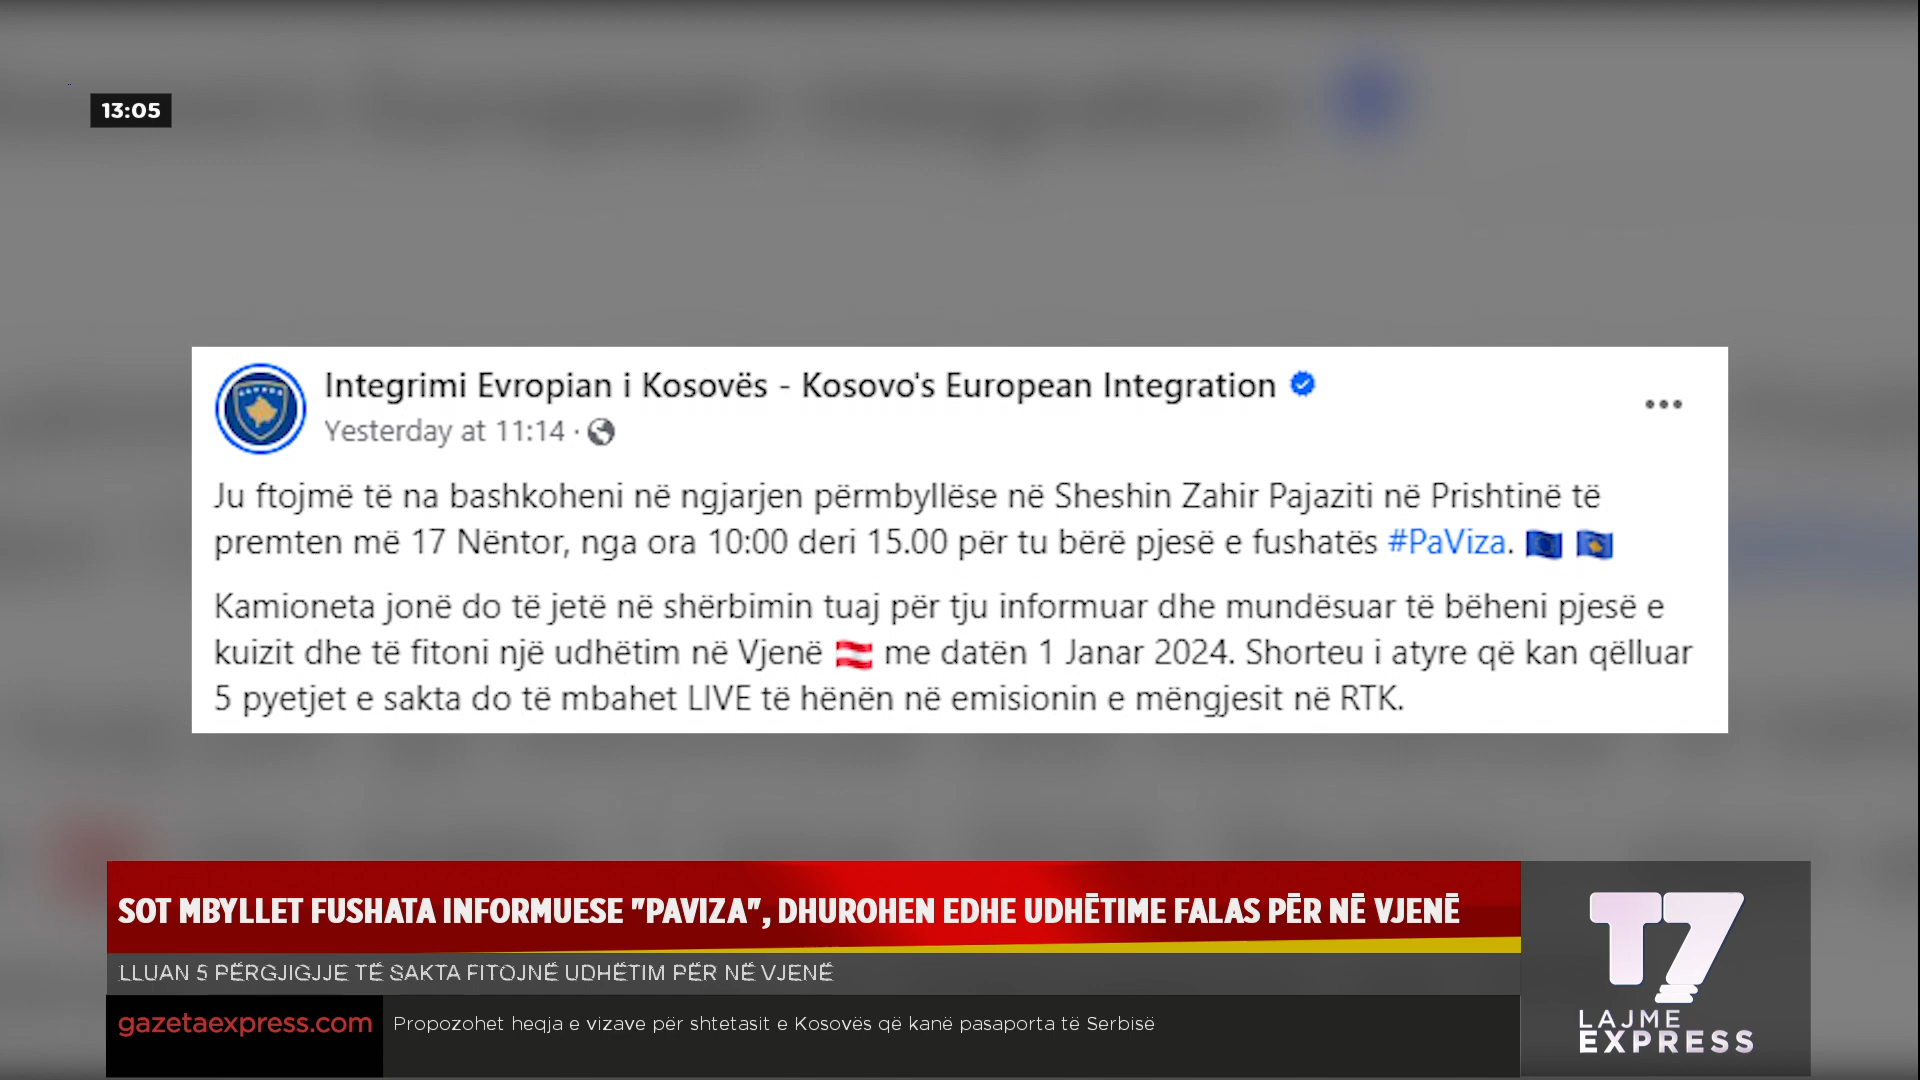 13:05
Integrimi Evropian i Kosovës - Kosovo's European Integration
Yesterday at 11:14 ·
Ju ftojmë të na bashkoheni në ngjarjen përmbyllëse në Sheshin Zahir Pajaziti në Prishtinë të
premten më 17 Nëntor, nga ora 10:00 deri 15.00 për tu bërë pjesë e fushatës #PaViza.
Kamioneta jonë do të jetë në shërbimin tuaj për tju informuar dhe mundësuar të bëheni pjesë e
kuizit dhe të fitoni një udhëtim në Vjenë me datën 1 Janar 2024. Shorteu i atyre që kan qëlluar
5 pyetjet e sakta do të mbahet LIVE të hënën në emisionin e mëngjesit në RTK.
SOT MBYLLET FUSHATA INFORMUESE "PAVIZA", DHUROHEN EDHE UDHËTIME FALAS PËR NË VJENË
LLUAN 5 PËRGJIGJJE TË SAKTA FITOJNË UDHËTIM PËR NË VJENË
gazetaexpress.com
Propozohet heqja e vizave për shtetasit e Kosovës që kanë pasaporta të Serbisë
T7
LAJME
EXPRESS